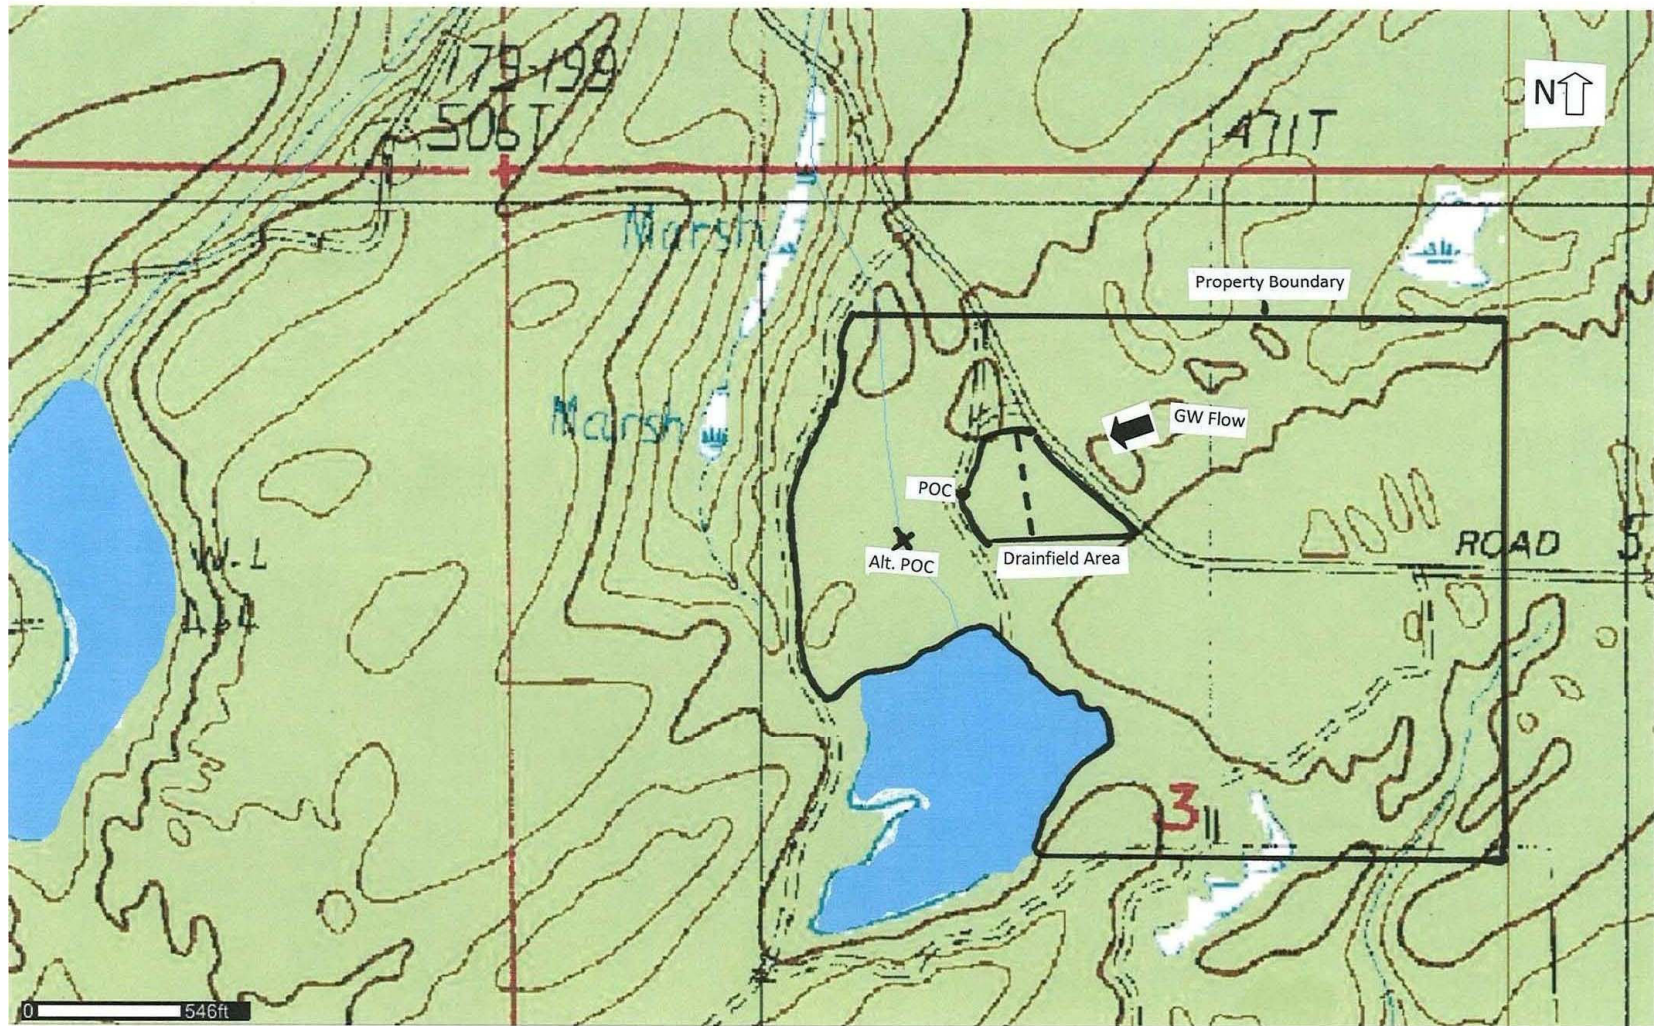 179-199
506T
471T
N
Marsh
Property Boundary
Marsh
GW Flow
POC
ROAD 5
Alt. POC
Drainfield Area
W.L
3
0 546ft